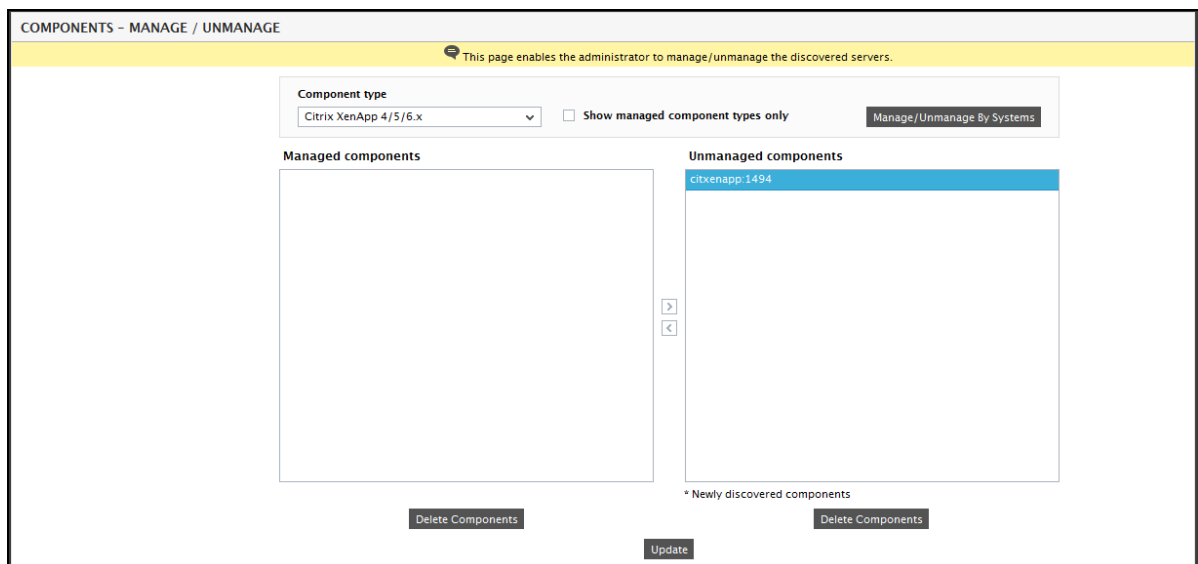 COMPONENTS - MANAGE / UNMANAGE
This page enables the administrator to manage/unmanage the discovered servers.
Component type
Citrix XenApp 4/5/6.x
Show managed component types only
Manage/Unmanage By Systems
Managed components
Unmanaged components
citxenapp:1494
>
<
* Newly discovered components
Delete Components
Delete Components
Update